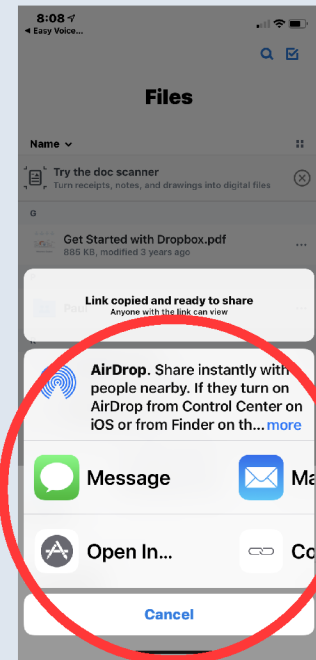 8:08
◀ Easy Voice...
Files
Name
Try the doc scanner
Turn receipts, notes, and drawings into digital files
G
Get Started with Dropbox.pdf
885 KB, modified 3 years ago
Link copied and ready to share
Anyone with the link can view
AirDrop. Share instantly with
people nearby. If they turn on
AirDrop from Control Center on
iOS or from Finder on th... more
Message
Ma
Open In...
Co
Cancel